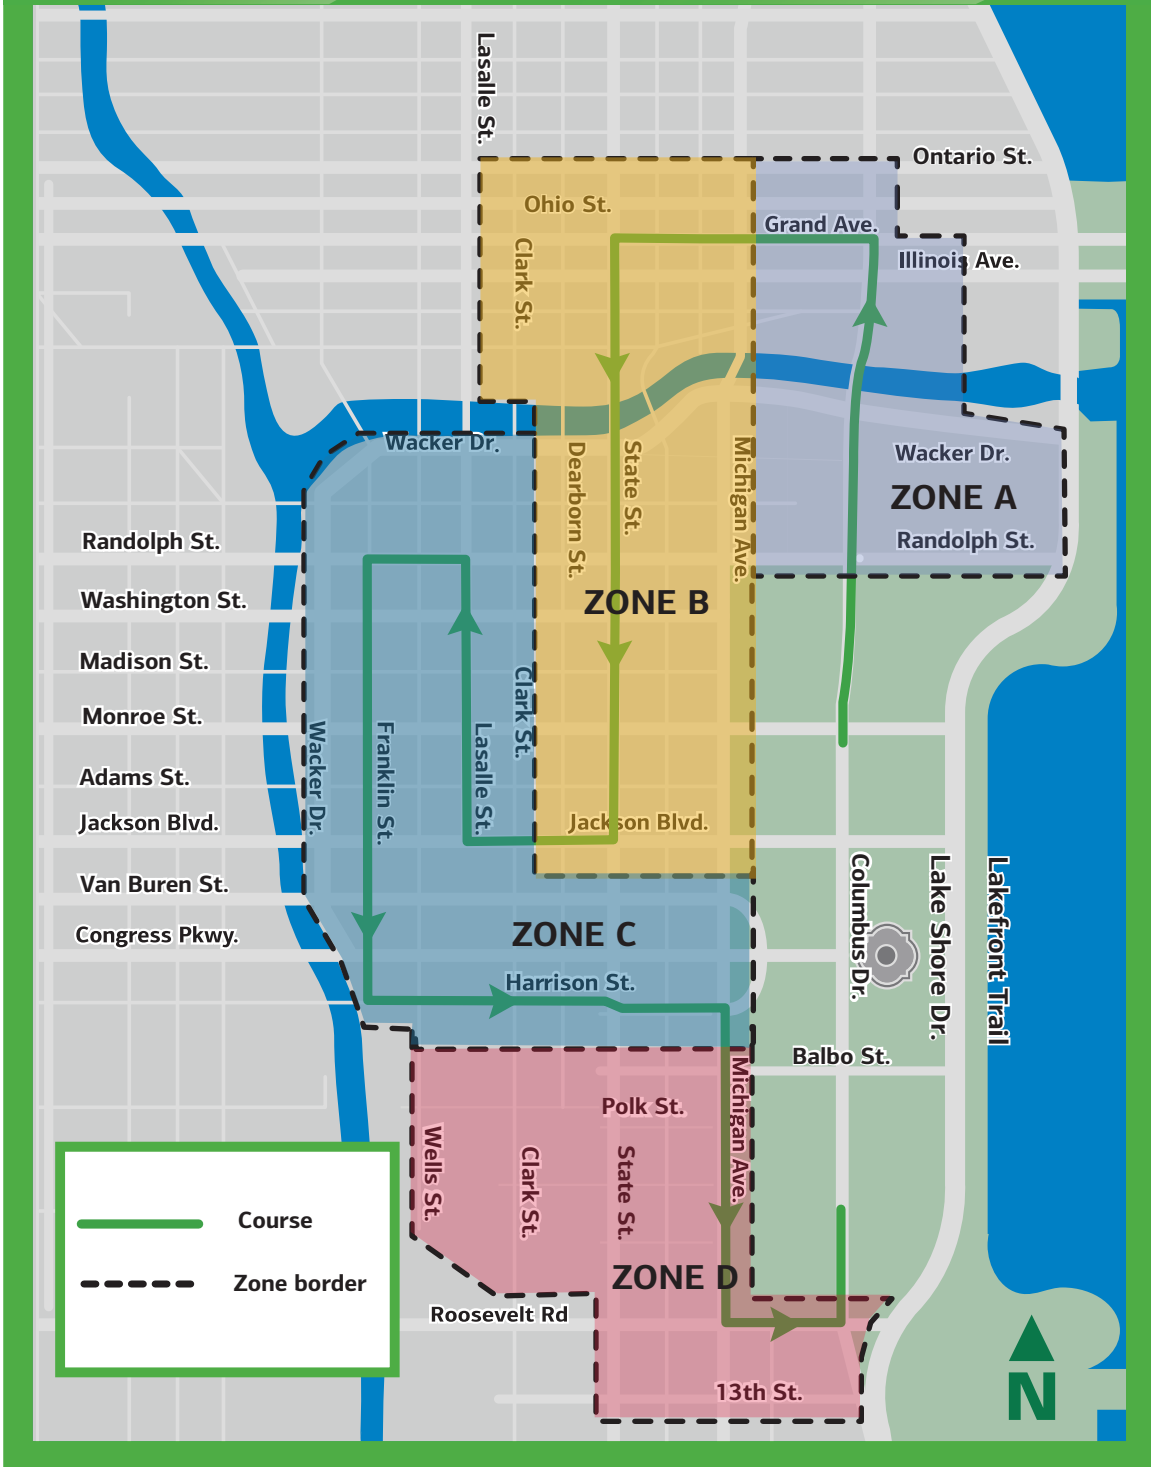 Lasalle St.
Ontario St.
Ohio St.
Grand Ave.
Clark St.
Illinois Ave.
Wacker Dr.
Dearborn St.
State St.
Michigan Ave.
Wacker Dr.
ZONE A
Randolph St.
Randolph St.
Washington St.
ZONE B
Madison St.
Clark St.
Monroe St.
Wacker Dr.
Franklin St.
Lasalle St.
Adams St.
Jackson Blvd.
Jackson Blvd.
Van Buren St.
Columbus Dr.
Lake Shore Dr.
Lakefront Trail
Congress Pkwy.
ZONE C
Harrison St.
Balbo St.
Michigan Ave.
Polk St.
Wells St.
Clark St.
State St.
Course
Zone border
ZONE D
Roosevelt Rd
13th St.
N